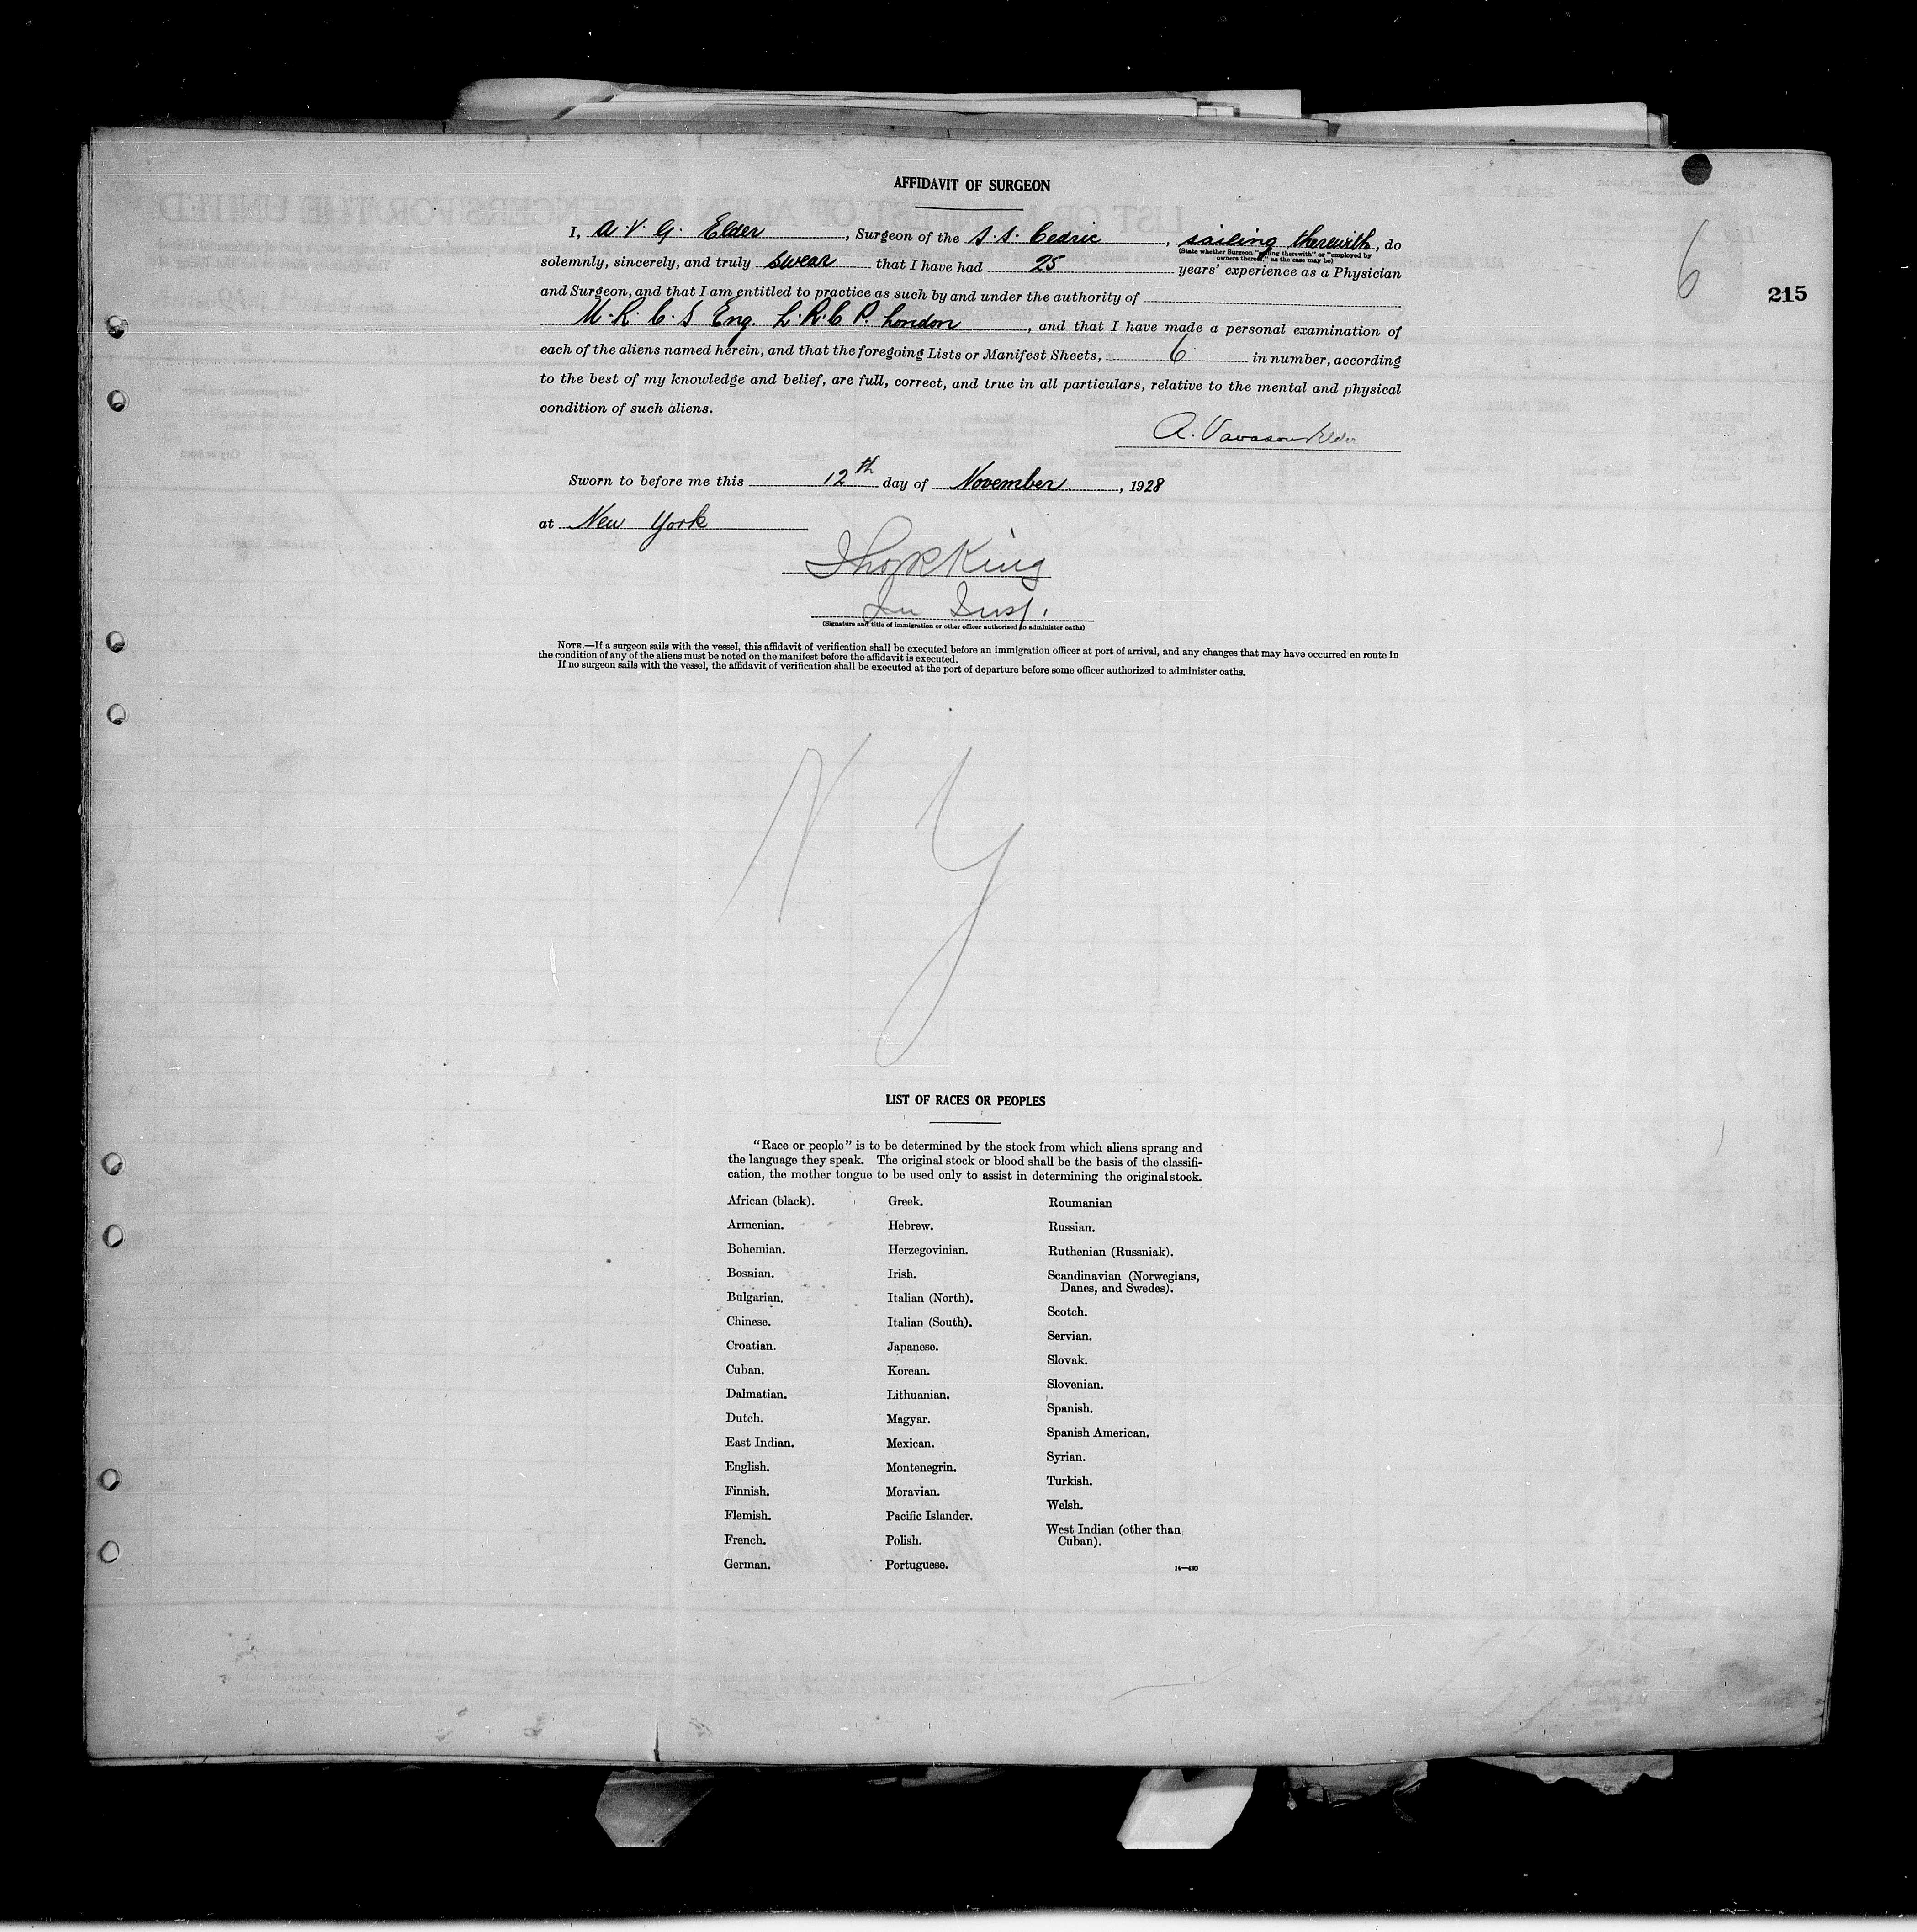 AFFIDAVIT OF SURGEON
6
215
I, A. V. G. Elder, Surgeon of the S.S. Cedric, sailing therewith, do
(State whether Surgeon "sailing therewith" or "employed by
owners thereof," as the case may be)
solemnly, sincerely, and truly swear that I have had 25 years' experience as a Physician
and Surgeon, and that I am entitled to practice as such by and under the authority of
M.R.C.S Eng. L.R.C P. London, and that I have made a personal examination of
each of the aliens named herein, and that the foregoing Lists or Manifest Sheets, 6 in number, according
to the best of my knowledge and belief, are full, correct, and true in all particulars, relative to the mental and physical
condition of such aliens.
A. Vavasour Elder
Sworn to before me this 12th day of November, 1928
at New York
King
Im Insp.
(Signature and title of immigration or other officer authorized to administer oaths)
NOTE.—If a surgeon sails with the vessel, this affidavit of verification shall be executed before an immigration officer at port of arrival, and any changes that may have occurred en route in
the condition of any of the aliens must be noted on the manifest before the affidavit is executed.
If no surgeon sails with the vessel, the affidavit of verification shall be executed at the port of departure before some officer authorized to administer oaths.
N Y
LIST OF RACES OR PEOPLES
"Race or people" is to be determined by the stock from which aliens sprang and
the language they speak. The original stock or blood shall be the basis of the classifi-
cation, the mother tongue to be used only to assist in determining the original stock.
African (black).
Armenian.
Bohemian.
Bosnian.
Bulgarian.
Chinese.
Croatian.
Cuban.
Dalmatian.
Dutch.
East Indian.
English.
Finnish.
Flemish.
French.
German.
Greek.
Hebrew.
Herzegovinian.
Irish.
Italian (North).
Italian (South).
Japanese.
Korean.
Lithuanian.
Magyar.
Mexican.
Montenegrin.
Moravian.
Pacific Islander.
Polish.
Portuguese.
Roumanian
Russian.
Ruthenian (Russniak).
Scandinavian (Norwegians,
Danes, and Swedes).
Scotch.
Servian.
Slovak.
Slovenian.
Spanish.
Spanish American.
Syrian.
Turkish.
Welsh.
West Indian (other than
Cuban).
14—430